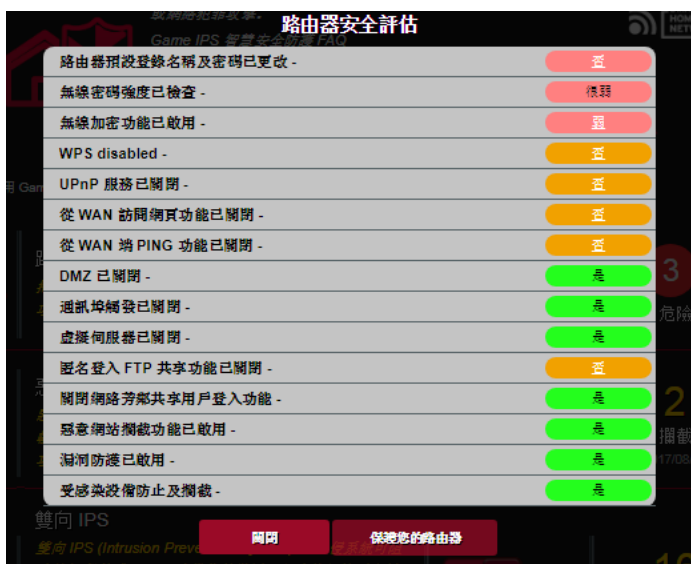 路由器安全評估
HOM
NET
Game IPS 智慧安全防護 FAQ
路由器預設登錄名稱及密碼已更改 - 否
無線密碼強度已檢查 - 很弱
無線加密功能已啟用 - 弱
WPS disabled - 否
UPnP 服務已關閉 - 否
從 WAN 訪問網頁功能已關閉 - 否
從 WAN 端 PING 功能已關閉 - 否
DMZ 已關閉 - 是
通訊埠觸發已關閉 - 是
虛擬伺服器已關閉 - 是
匿名登入 FTP 共享功能已關閉 - 否
關閉網路芳鄰共享用戶登入功能 - 是
惡意網站攔截功能已啟用 - 是
漏洞防護已啟用 - 是
受感染設備防止及攔截 - 是
3
危險
2
攔截
017/08
雙向 IPS
關閉 保護您的路由器
雙向 IPS (Intrusion Preve